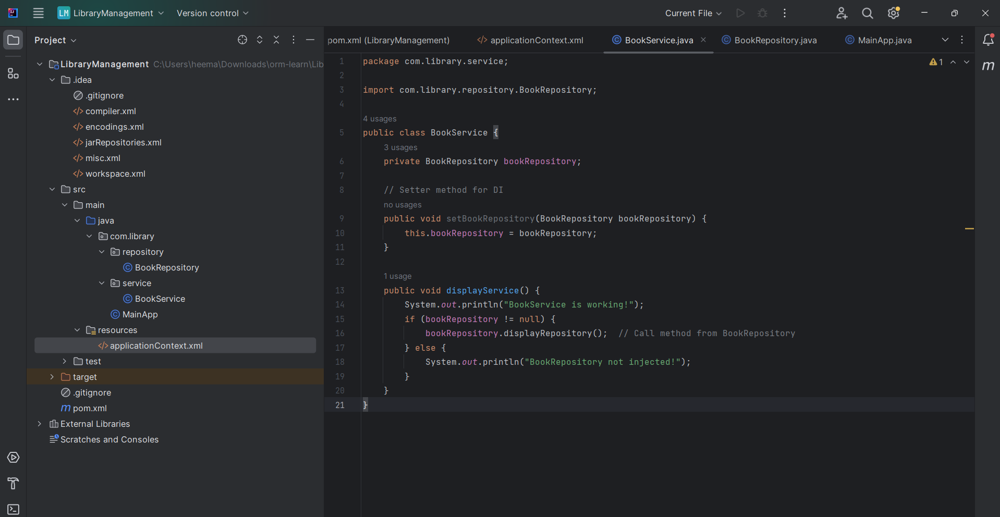 LM LibraryManagement Version control Current File
Project
LibraryManagement C:\Users\heema\Downloads\orm-learn\Lib
.idea
.gitignore
compiler.xml
encodings.xml
jarRepositories.xml
misc.xml
workspace.xml
src
main
java
com.library
repository
BookRepository
service
BookService
MainApp
resources
applicationContext.xml
test
target
.gitignore
pom.xml
External Libraries
Scratches and Consoles
pom.xml (LibraryManagement) applicationContext.xml BookService.java BookRepository.java MainApp.java
1 package com.library.service;
2
3 import com.library.repository.BookRepository;
4
4 usages
5 public class BookService {
3 usages
6 private BookRepository bookRepository;
7
8 // Setter method for DI
no usages
9 public void setBookRepository(BookRepository bookRepository) {
10 this.bookRepository = bookRepository;
11 }
12
1 usage
13 public void displayService() {
14 System.out.println("BookService is working!");
15 if (bookRepository != null) {
16 bookRepository.displayRepository(); // Call method from BookRepository
17 } else {
18 System.out.println("BookRepository not injected!");
19 }
20 }
21 }
1
m